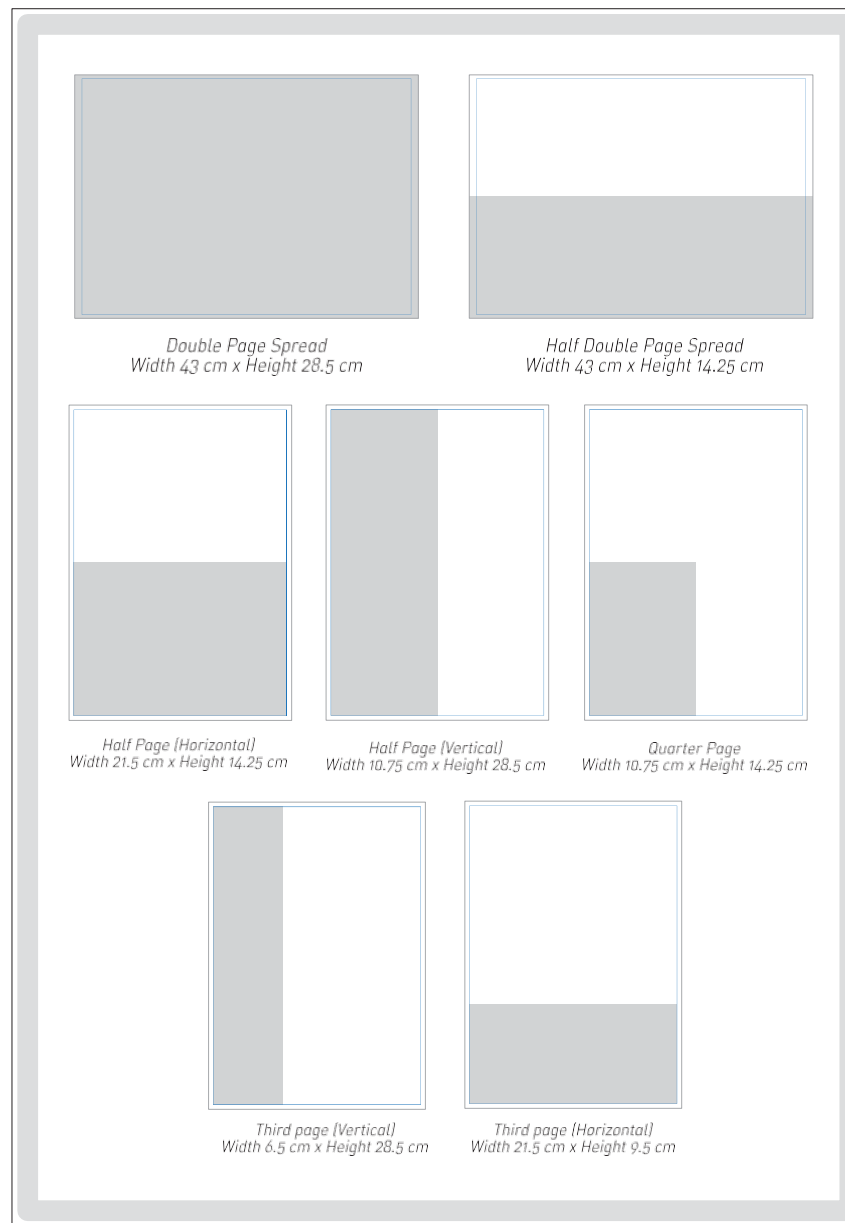 Double Page Spread
Width 43 cm x Height 28.5 cm
Half Double Page Spread
Width 43 cm x Height 14.25 cm
Half Page (Horizontal)
Width 21.5 cm x Height 14.25 cm
Half Page (Vertical)
Width 10.75 cm x Height 28.5 cm
Quarter Page
Width 10.75 cm x Height 14.25 cm
Third page (Vertical)
Width 6.5 cm x Height 28.5 cm
Third page (Horizontal)
Width 21.5 cm x Height 9.5 cm